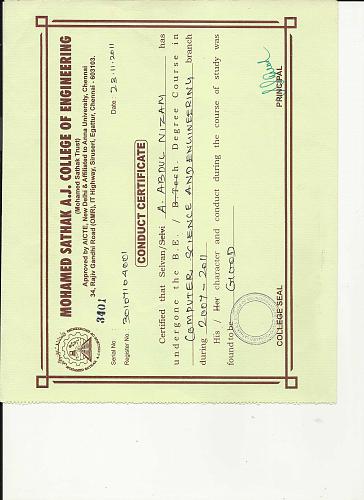 MOHAMED SATHAK A.J. COLLEGE OF ENGINEERING
(Mohamed Sathak Trust)
Approved by AICTE, New Delhi & Affiliated to Anna University, Chennai
34, Rajiv Gandhi Road (OMR), IT Highway, Siruseri, Egattur, Chennai - 603103.
Serial No : 3401
Date : 23.11.2011
Register No : 30107104001
CONDUCT CERTIFICATE
Certified that Selvan/Selvi A. ABDUL NIZAM has
undergone the B.E. / B.Tech. Degree Course in
COMPUTER SCIENCE AND ENGINEERING branch
during 2007-2011
His / Her character and conduct during the course of study was
found to be GOOD
COLLEGE SEAL
PRINCIPAL